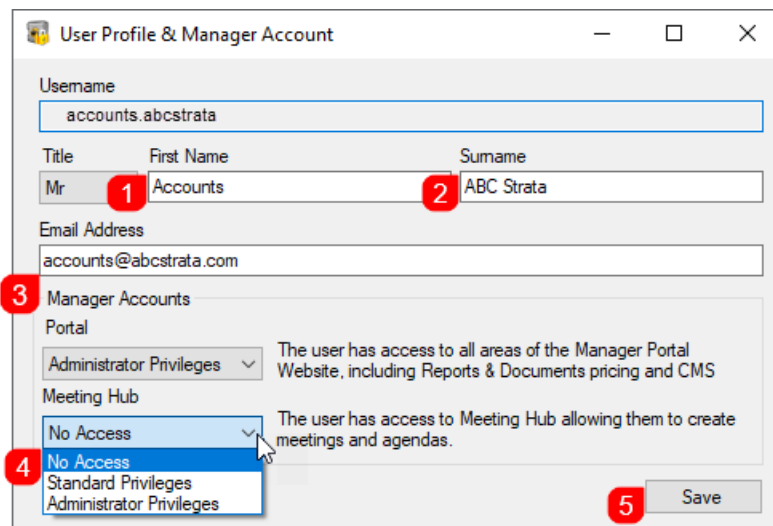 User Profile & Manager Account
Username
accounts.abcstrata
Title First Name Surname
Mr 1 Accounts 2 ABC Strata
Email Address
accounts@abcstrata.com
3 Manager Accounts
Portal
Administrator Privileges
The user has access to all areas of the Manager Portal
Website, including Reports & Documents pricing and CMS
Meeting Hub
No Access
The user has access to Meeting Hub allowing them to create
meetings and agendas.
4 No Access
Standard Privileges
Administrator Privileges
5 Save